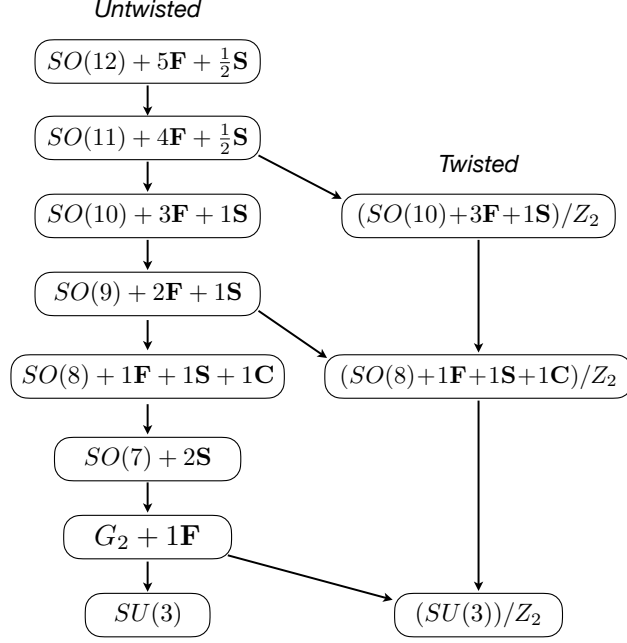 Untwisted
SO(12) + 5F + ½S
SO(11) + 4F + ½S
Twisted
SO(10) + 3F + 1S
(SO(10)+3F+1S)/Z₂
SO(9) + 2F + 1S
SO(8) + 1F + 1S + 1C
(SO(8)+1F+1S+1C)/Z₂
SO(7) + 2S
G₂ + 1F
SU(3)
(SU(3))/Z₂